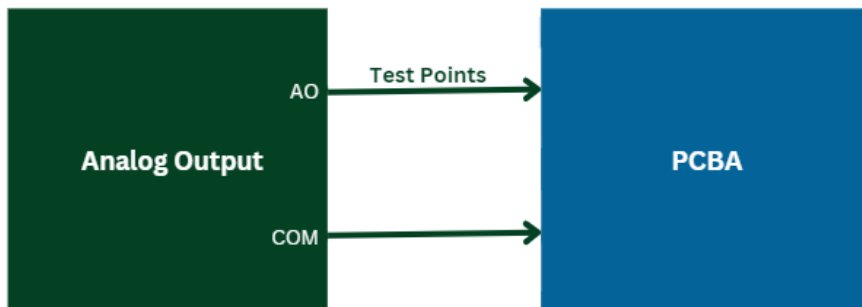 AO
Test Points
Analog Output
PCBA
COM